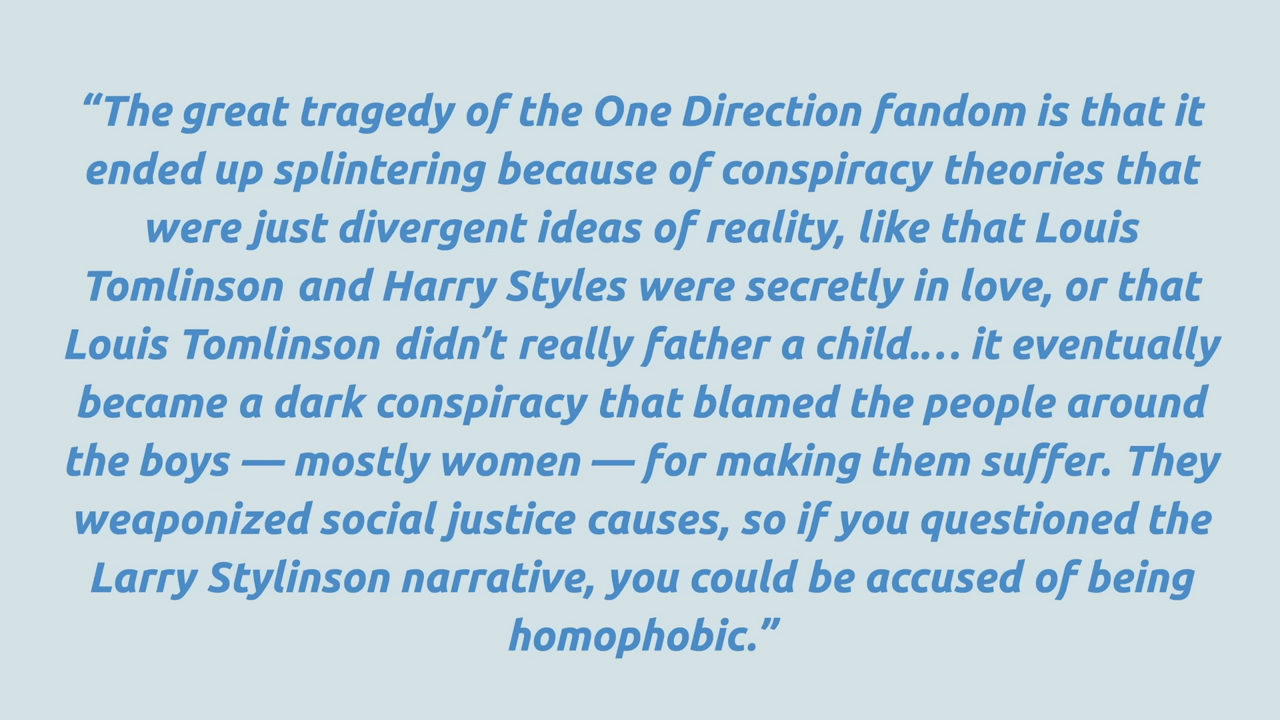 “The great tragedy of the One Direction fandom is that it
ended up splintering because of conspiracy theories that
were just divergent ideas of reality, like that Louis
Tomlinson and Harry Styles were secretly in love, or that
Louis Tomlinson didn’t really father a child.… it eventually
became a dark conspiracy that blamed the people around
the boys — mostly women — for making them suffer. They
weaponized social justice causes, so if you questioned the
Larry Stylinson narrative, you could be accused of being
homophobic.”